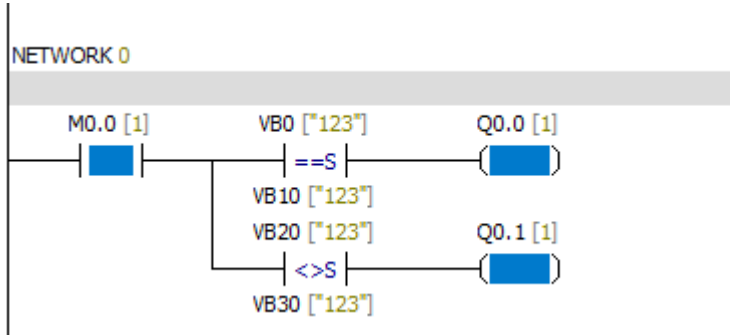 NETWORK 0
M0.0 [1] VB0 ["123"] Q0.0 [1]
==S
VB10 ["123"]
VB20 ["123"] Q0.1 [1]
<>S
VB30 ["123"]